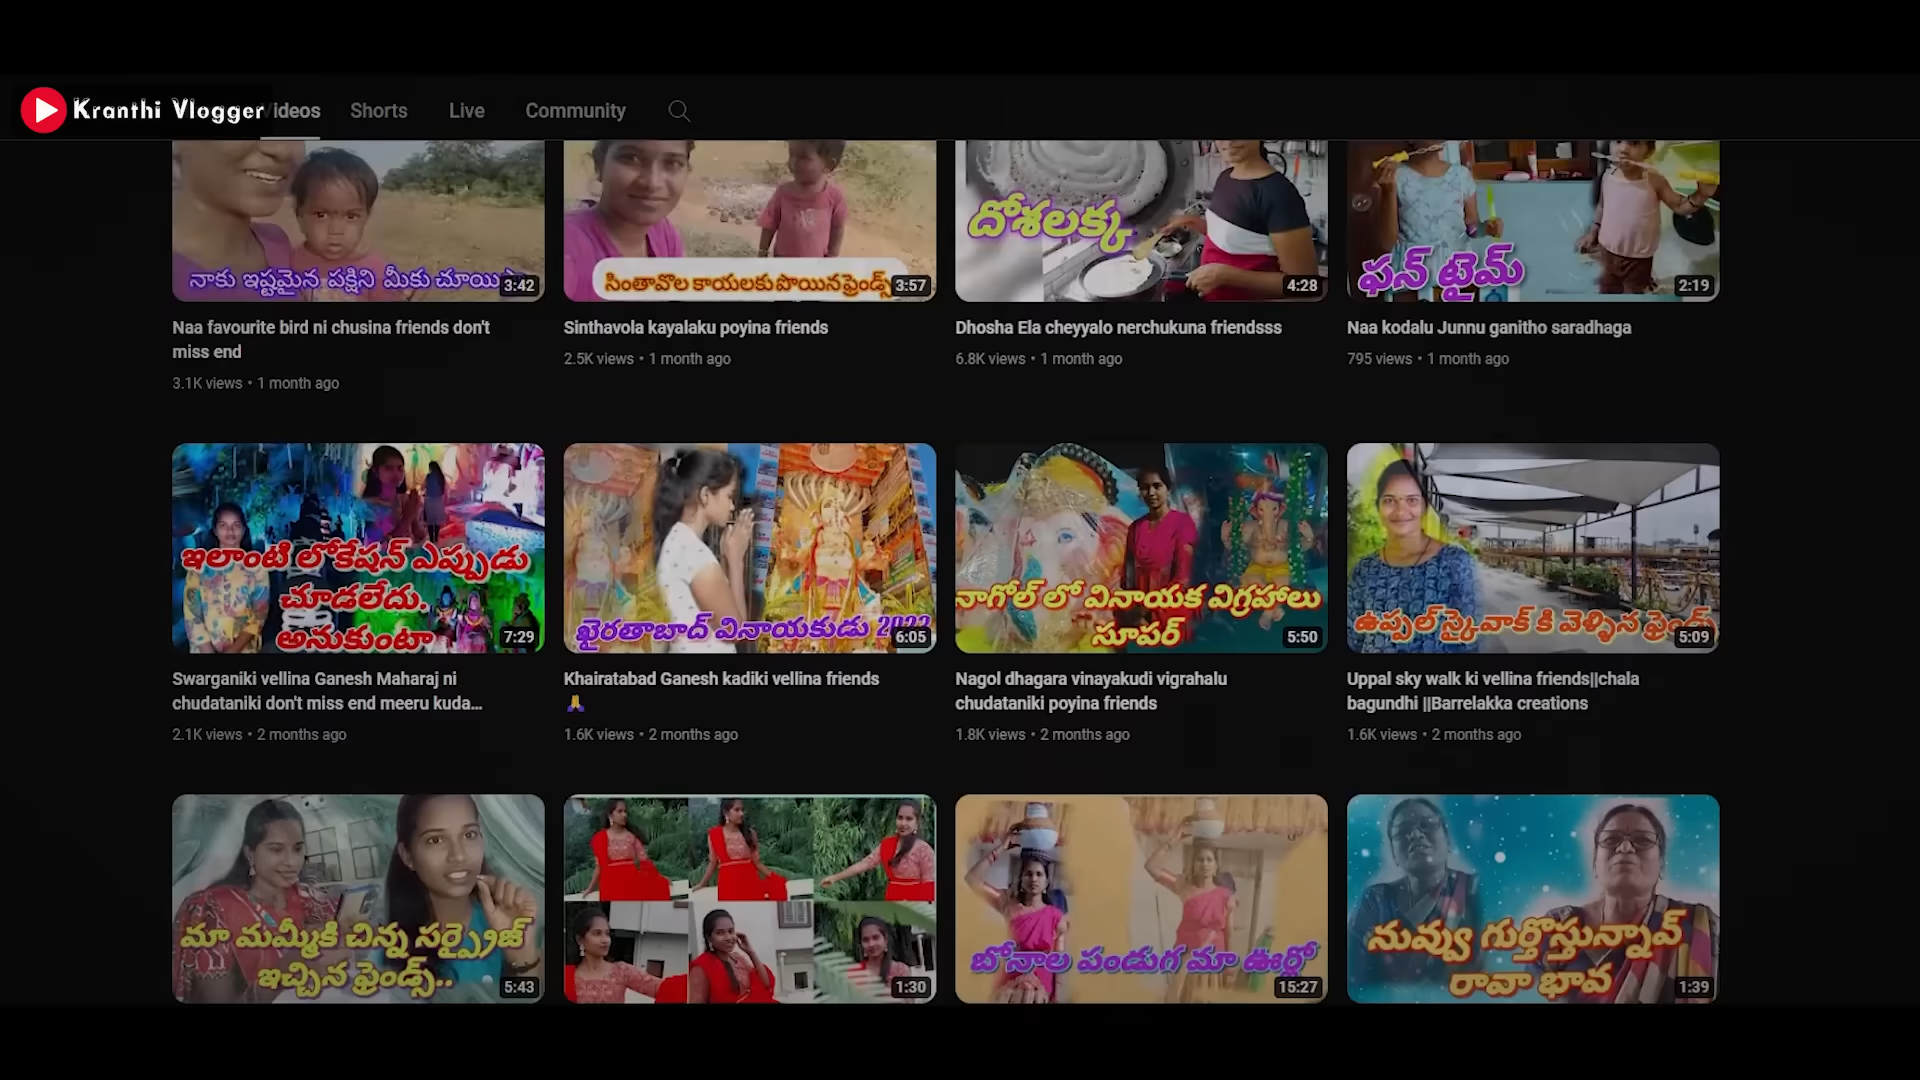 Kranthi Vlogger
ideos Shorts Live Community
నాకు ఇష్టమైన పక్షిని మీకు
3:42
సింతావొల కాయలకు పొయినఫ్రెండ్స్
3:57
దోశలక్క
4:28
ఫన్ టైమ్
2:19
Naa favourite bird ni chusina friends don't
miss end
3.1K views • 1 month ago
Sinthavola kayalaku poyina friends
2.5K views • 1 month ago
Dhosha Ela cheyyalo nerchukuna friendsss
6.8K views • 1 month ago
Naa kodalu Junnu ganitho saradhaga
795 views • 1 month ago
ఇలాంటి లోకేషన్ ఎప్పుడు
చూడలేదు.
అనుకుంటా
7:29
ఖైరతాబాద్ వినాయకుడు
6:05
నాగోల్ లో వినాయక విగ్రహాలు
సూపర్
5:50
ఉప్పల్ స్కైవాక్ కి వెళ్ళిన ఫ్రెండ్స్
5:09
Swarganiki vellina Ganesh Maharaj ni
chudataniki don't miss end meeru kuda...
2.1K views • 2 months ago
Khairatabad Ganesh kadiki vellina friends
🙏
1.6K views • 2 months ago
Nagol dhagara vinayakudi vigrahalu
chudataniki poyina friends
1.8K views • 2 months ago
Uppal sky walk ki vellina friends||chala
bagundhi ||Barrelakka creations
1.6K views • 2 months ago
మా మమ్మీకి చిన్న సర్ప్రైజ్
ఇచ్చిన ఫ్రెండ్స్..
5:43
1:30
బోనాల పండుగ మా ఊర్లో
15:27
నువ్వు గుర్తొస్తున్నావ్
రావా భావ
1:39